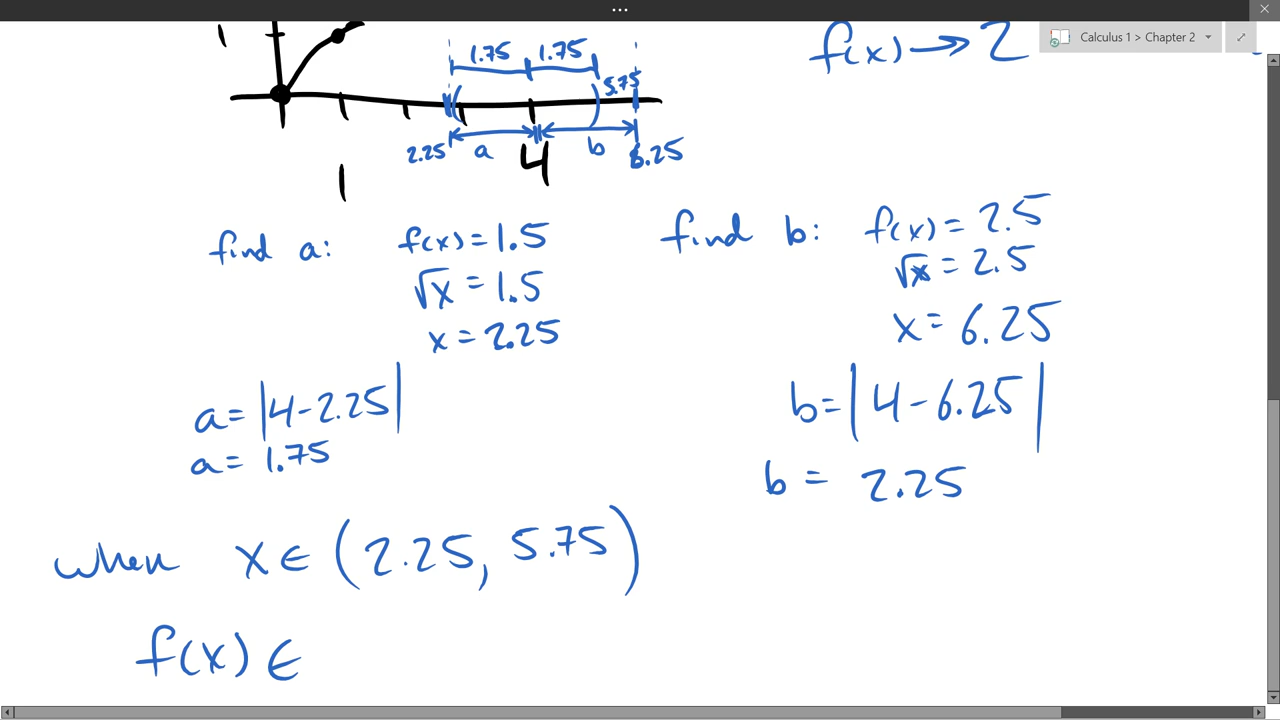 Calculus 1 > Chapter 2
1
f(x) → 2
1.75 1.75
5.75
2.25 a 4 b 6.25
1
find a: f(x) = 1.5
√x = 1.5
x = 2.25
find b: f(x) = 2.5
√x = 2.5
x = 6.25
a = |4 - 2.25|
a = 1.75
b = |4 - 6.25|
b = 2.25
when x ∈ (2.25, 5.75)
f(x) ∈